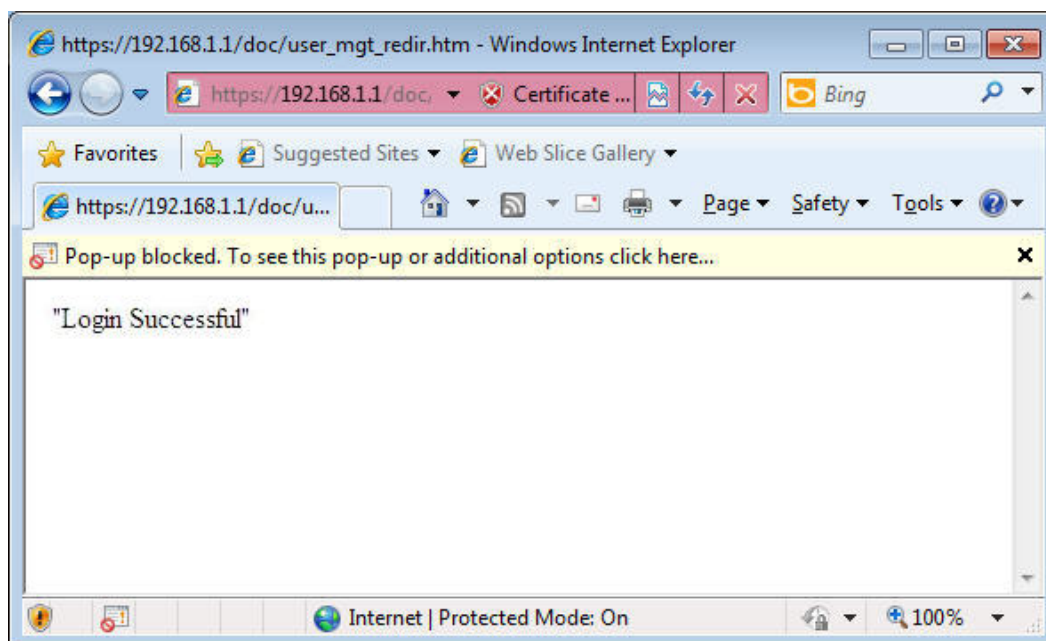 https://192.168.1.1/doc/user_mgt_redir.htm - Windows Internet Explorer
https://192.168.1.1/doc, Certificate ... Bing
Favorites Suggested Sites Web Slice Gallery
https://192.168.1.1/doc/u... Page Safety Tools
Pop-up blocked. To see this pop-up or additional options click here...
"Login Successful"
Internet | Protected Mode: On 100%